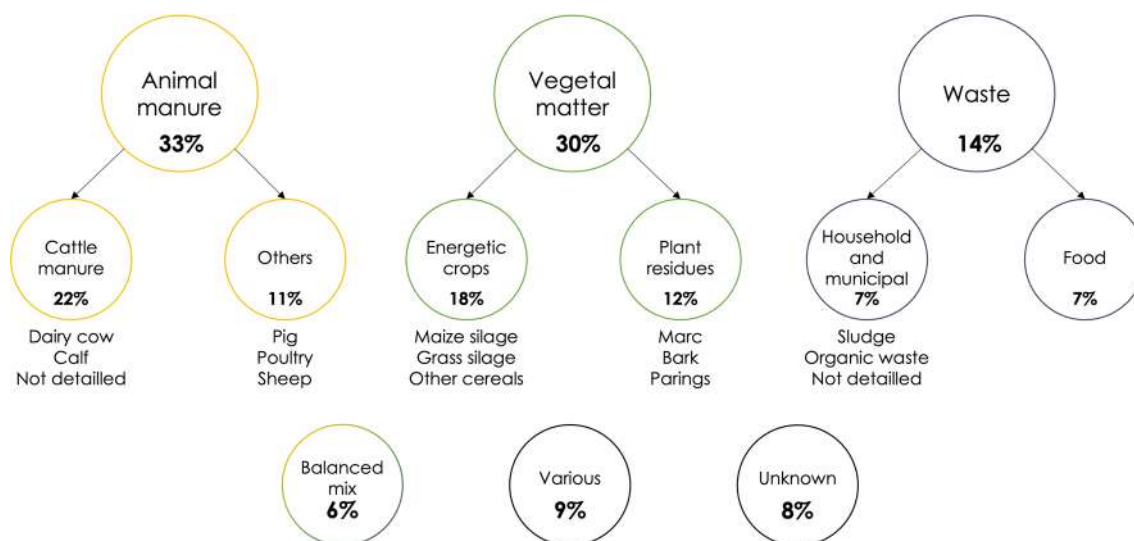 Animal
manure
33%
Vegetal
matter
30%
Waste
14%
Cattle
manure
22%
Others
11%
Energetic
crops
18%
Plant
residues
12%
Household
and
municipal
7%
Food
7%
Dairy cow
Calf
Not detailled
Pig
Poultry
Sheep
Maize silage
Grass silage
Other cereals
Marc
Bark
Parings
Sludge
Organic waste
Not detailled
Balanced
mix
6%
Various
9%
Unknown
8%